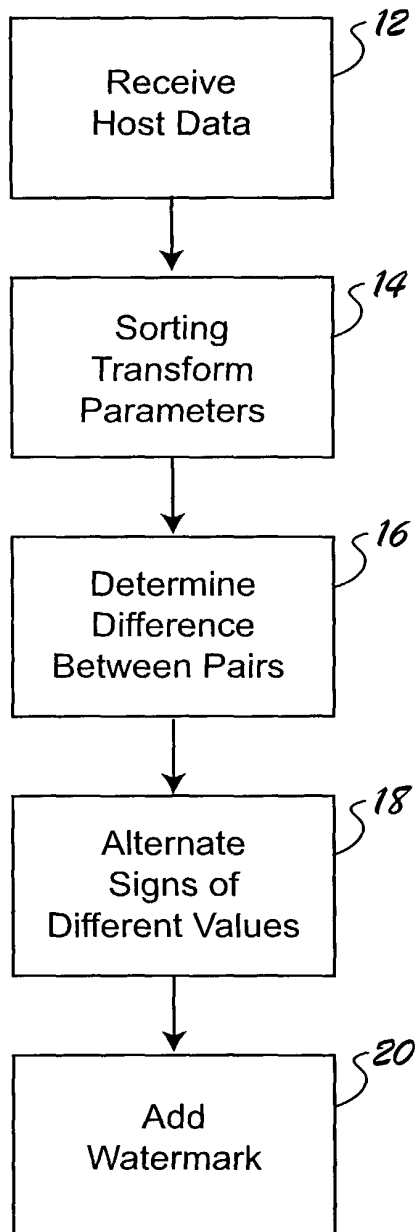 12
Receive
Host Data
14
Sorting
Transform
Parameters
16
Determine
Difference
Between Pairs
18
Alternate
Signs of
Different Values
20
Add
Watermark